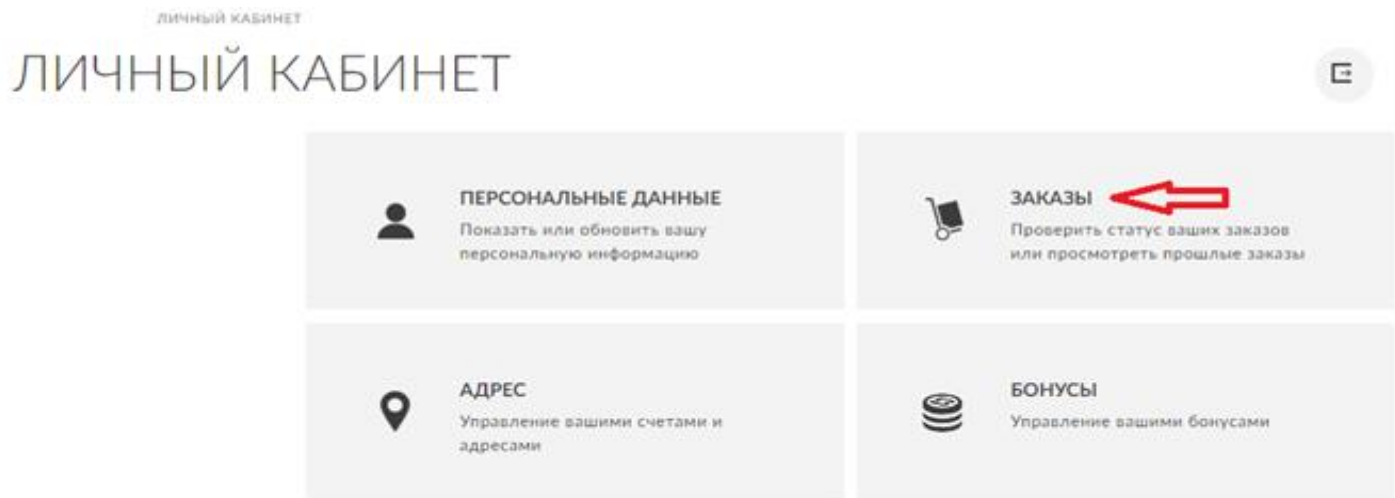 ЛИЧНЫЙ КАБИНЕТ
ЛИЧНЫЙ КАБИНЕТ
ПЕРСОНАЛЬНЫЕ ДАННЫЕ
Показать или обновить вашу
персональную информацию
ЗАКАЗЫ
Проверить статус ваших заказов
или просмотреть прошлые заказы
АДРЕС
Управление вашими счетами и
адресами
БОНУСЫ
Управление вашими бонусами